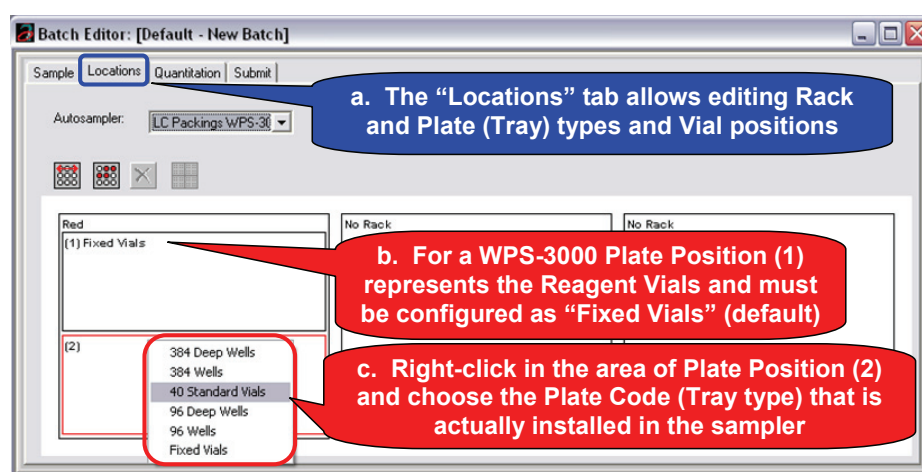 Batch Editor: [Default - New Batch]
Sample Locations Quantitation Submit
a. The “Locations” tab allows editing Rack
and Plate (Tray) types and Vial positions
Autosampler: LC Packings WPS-30
Red
No Rack
No Rack
(1) Fixed Vials
b. For a WPS-3000 Plate Position (1)
represents the Reagent Vials and must
be configured as “Fixed Vials” (default)
(2)
384 Deep Wells
384 Wells
40 Standard Vials
96 Deep Wells
96 Wells
Fixed Vials
c. Right-click in the area of Plate Position (2)
and choose the Plate Code (Tray type) that is
actually installed in the sampler